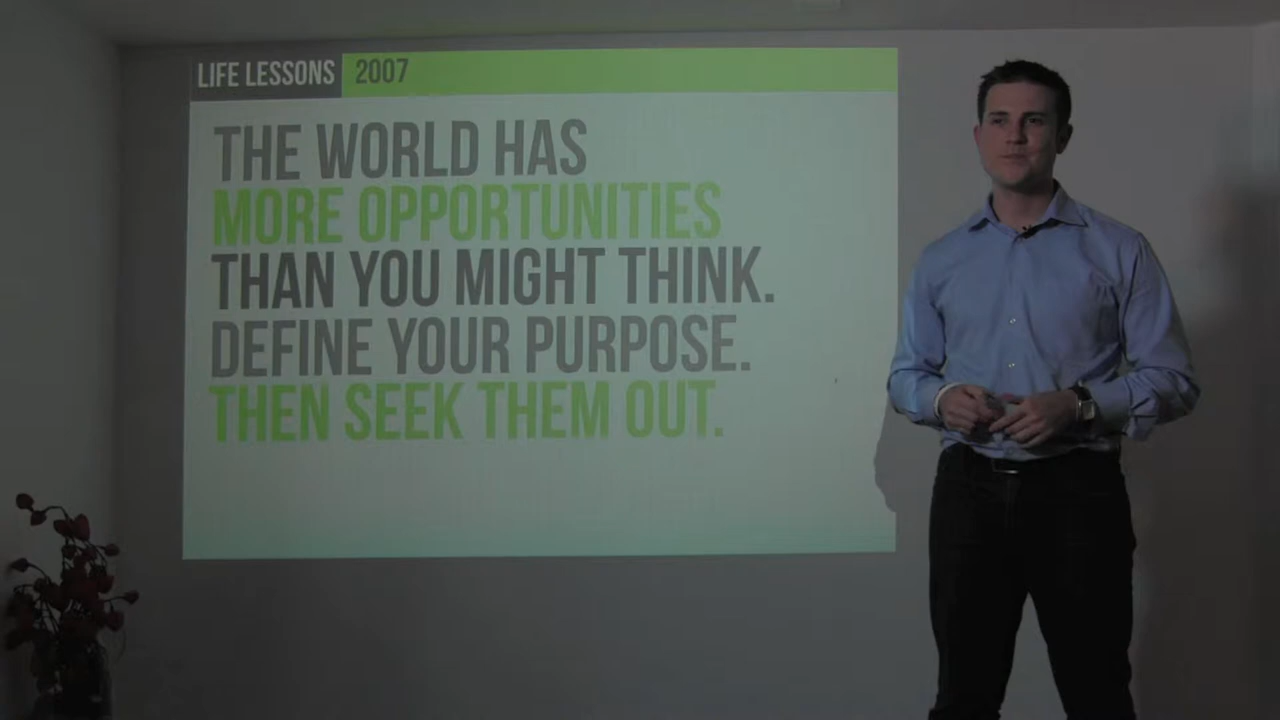 LIFE LESSONS 2007
THE WORLD HAS
MORE OPPORTUNITIES
THAN YOU MIGHT THINK.
DEFINE YOUR PURPOSE.
THEN SEEK THEM OUT.